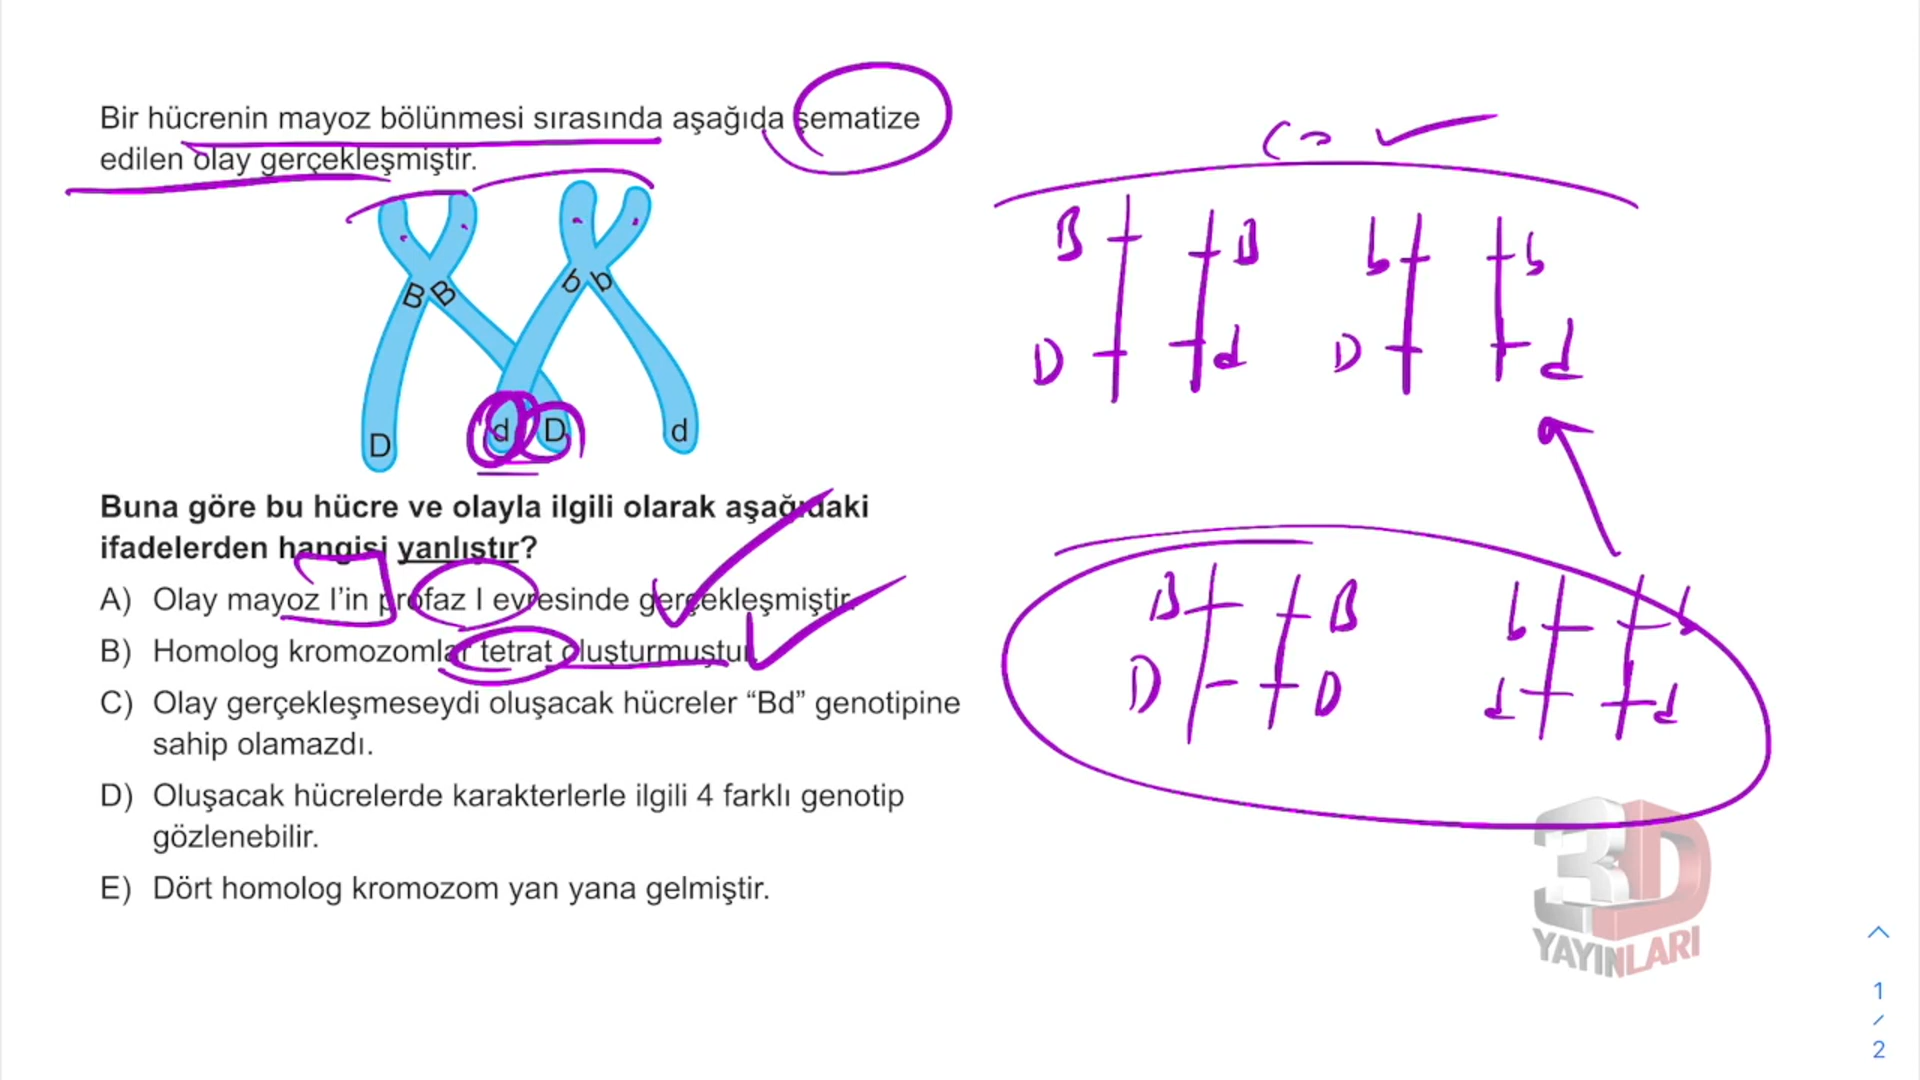 Bir hücrenin mayoz bölünmesi sırasında aşağıda şematize
edilen olay gerçekleşmiştir.
B B b b
D d D d
Buna göre bu hücre ve olayla ilgili olarak aşağıdaki
ifadelerden hangisi yanlıştır?
A) Olay mayoz I’in profaz I evresinde gerçekleşmiştir.
B) Homolog kromozomlar tetrat oluşturmuştur.
C) Olay gerçekleşmeseydi oluşacak hücreler “Bd” genotipine
sahip olamazdı.
D) Oluşacak hücrelerde karakterlerle ilgili 4 farklı genotip
gözlenebilir.
E) Dört homolog kromozom yan yana gelmiştir.
B B b b
D d D d
B B b b
D D d d
3D
YAYINLARI
1
/
2